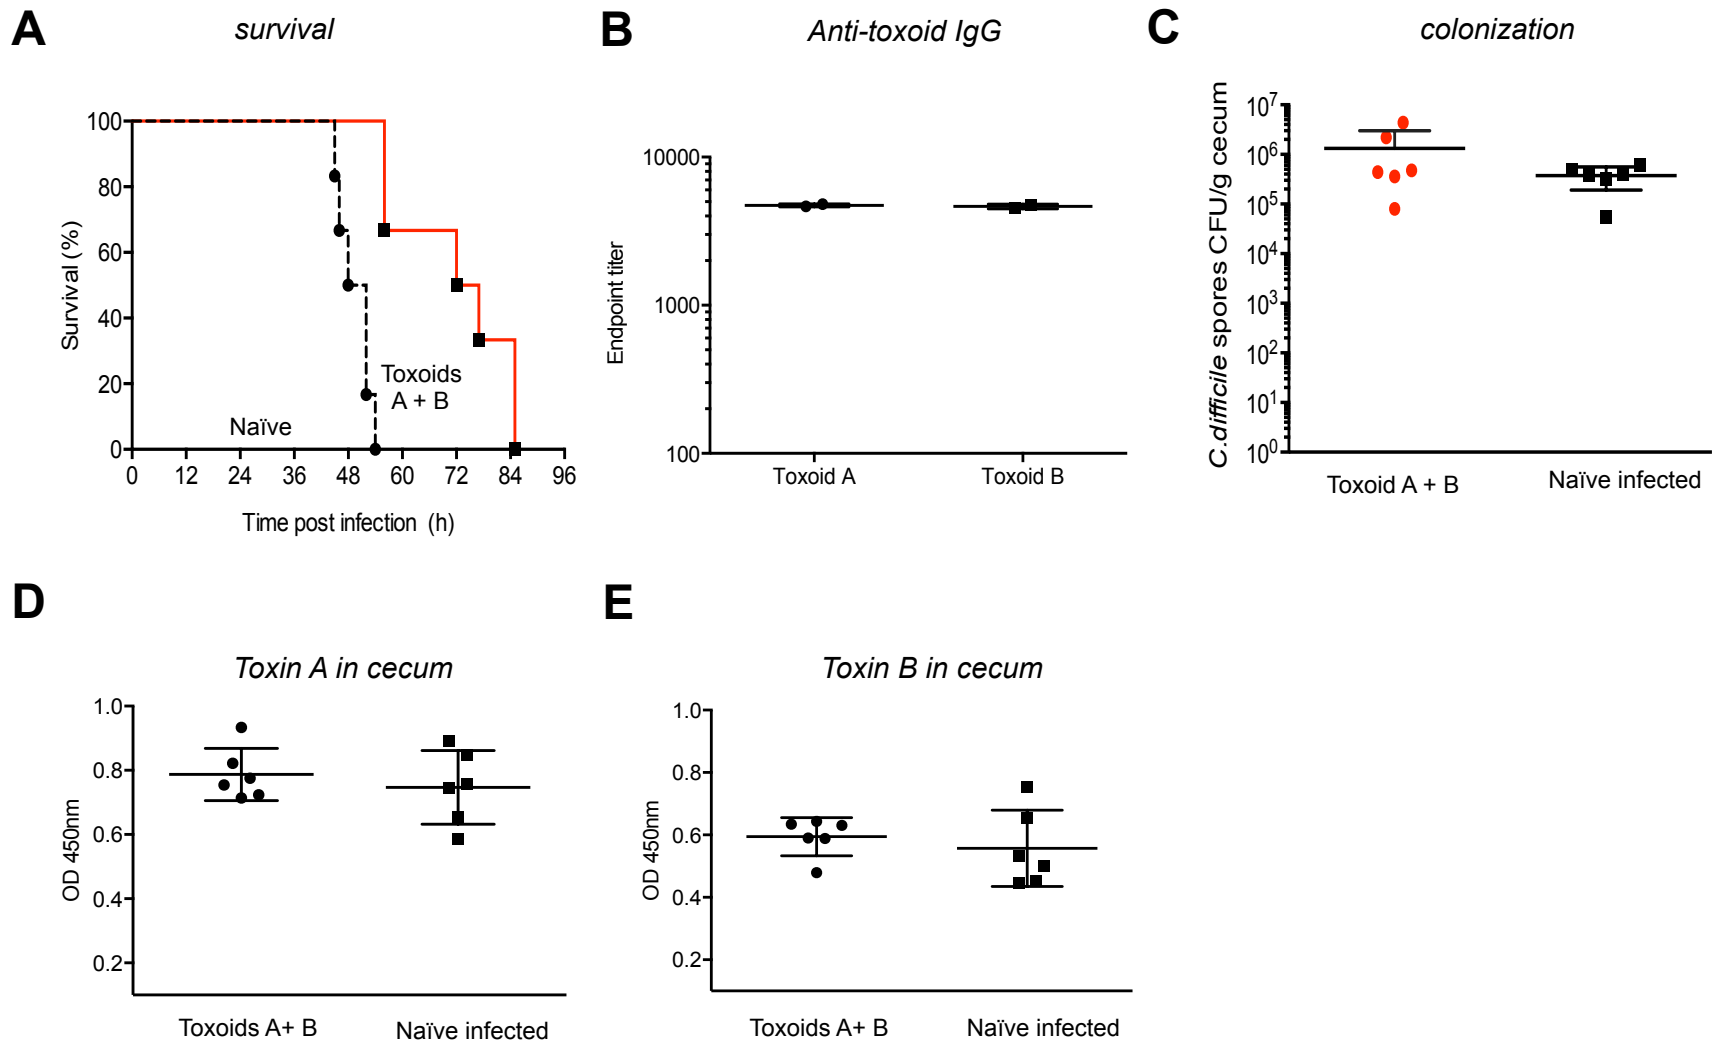 A
survival
100
80
60
40
20
0
Survival (%)
Naïve
Toxoids
A + B
0 12 24 36 48 60 72 84 96
Time post infection (h)
B
Anti-toxoid IgG
10000
1000
100
Endpoint titer
Toxoid A Toxoid B
C
colonization
10^7
10^6
10^5
10^4
10^3
10^2
10^1
10^0
C.difficile spores CFU/g cecum
Toxoid A + B Naïve infected
D
Toxin A in cecum
1.0
0.8
0.6
0.4
0.2
OD 450nm
Toxoids A+ B Naïve infected
E
Toxin B in cecum
1.0
0.8
0.6
0.4
0.2
OD 450nm
Toxoids A+ B Naïve infected